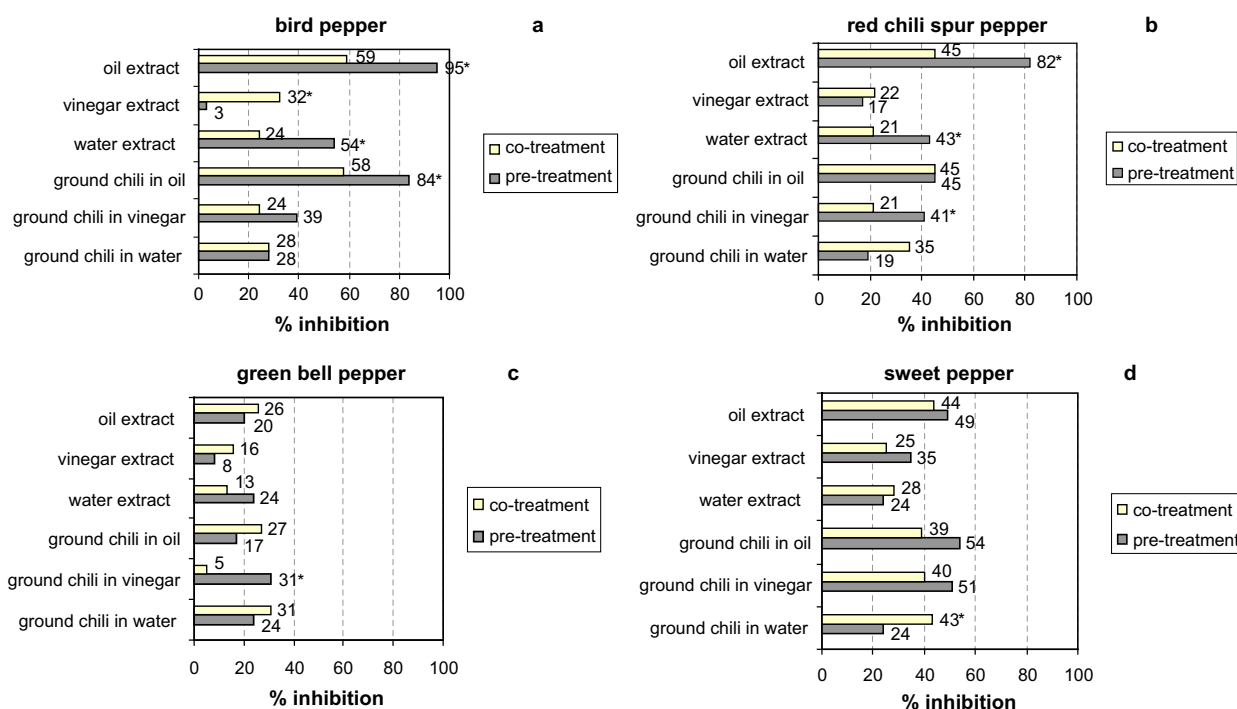 bird pepper
a
oil extract
59
95*
vinegar extract
32*
3
water extract
24
54*
ground chili in oil
58
84*
ground chili in vinegar
24
39
ground chili in water
28
28
0 20 40 60 80 100
% inhibition
co-treatment
pre-treatment
red chili spur pepper
b
oil extract
45
82*
vinegar extract
22
17
water extract
21
43*
ground chili in oil
45
45
ground chili in vinegar
21
41*
ground chili in water
35
19
0 20 40 60 80 100
% inhibition
co-treatment
pre-treatment
green bell pepper
c
oil extract
26
20
vinegar extract
16
8
water extract
13
24
ground chili in oil
27
17
ground chili in vinegar
5
31*
ground chili in water
31
24
0 20 40 60 80 100
% inhibition
co-treatment
pre-treatment
sweet pepper
d
oil extract
44
49
vinegar extract
25
35
water extract
28
24
ground chili in oil
39
54
ground chili in vinegar
40
51
ground chili in water
43*
24
0 20 40 60 80 100
% inhibition
co-treatment
pre-treatment